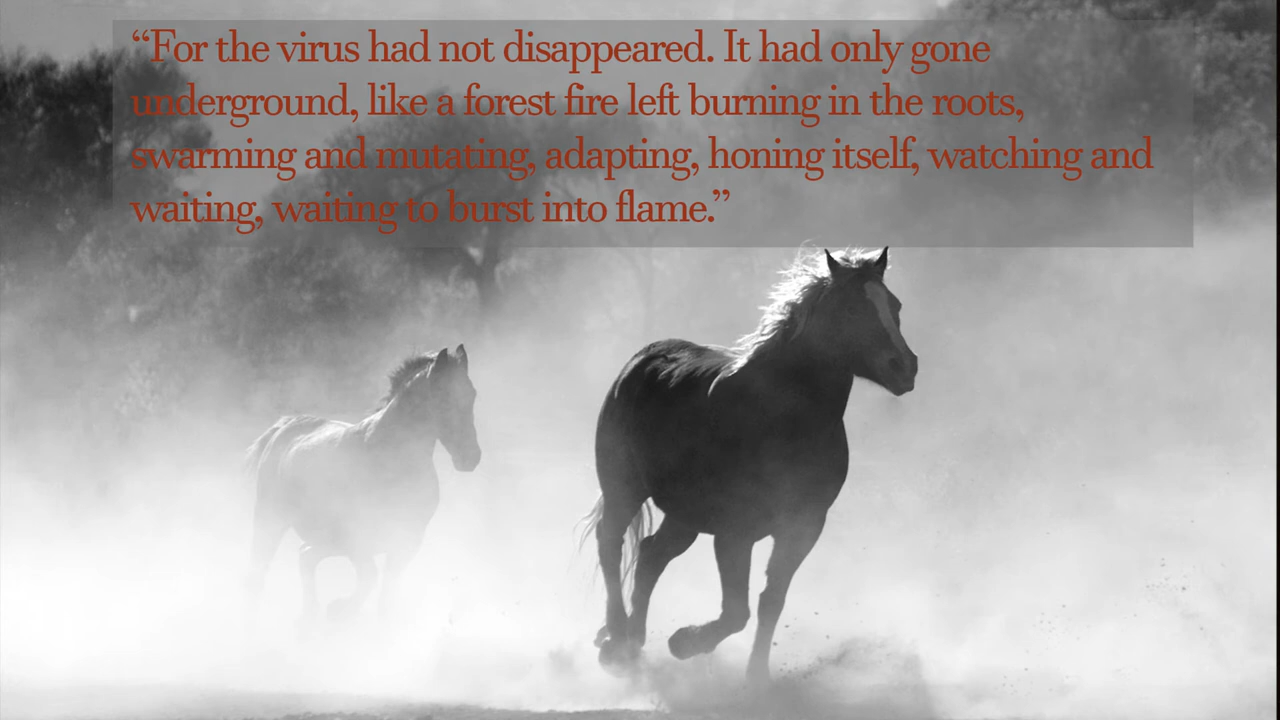 “For the virus had not disappeared. It had only gone
underground, like a forest fire left burning in the roots,
swarming and mutating, adapting, honing itself, watching and
waiting, waiting to burst into flame.”